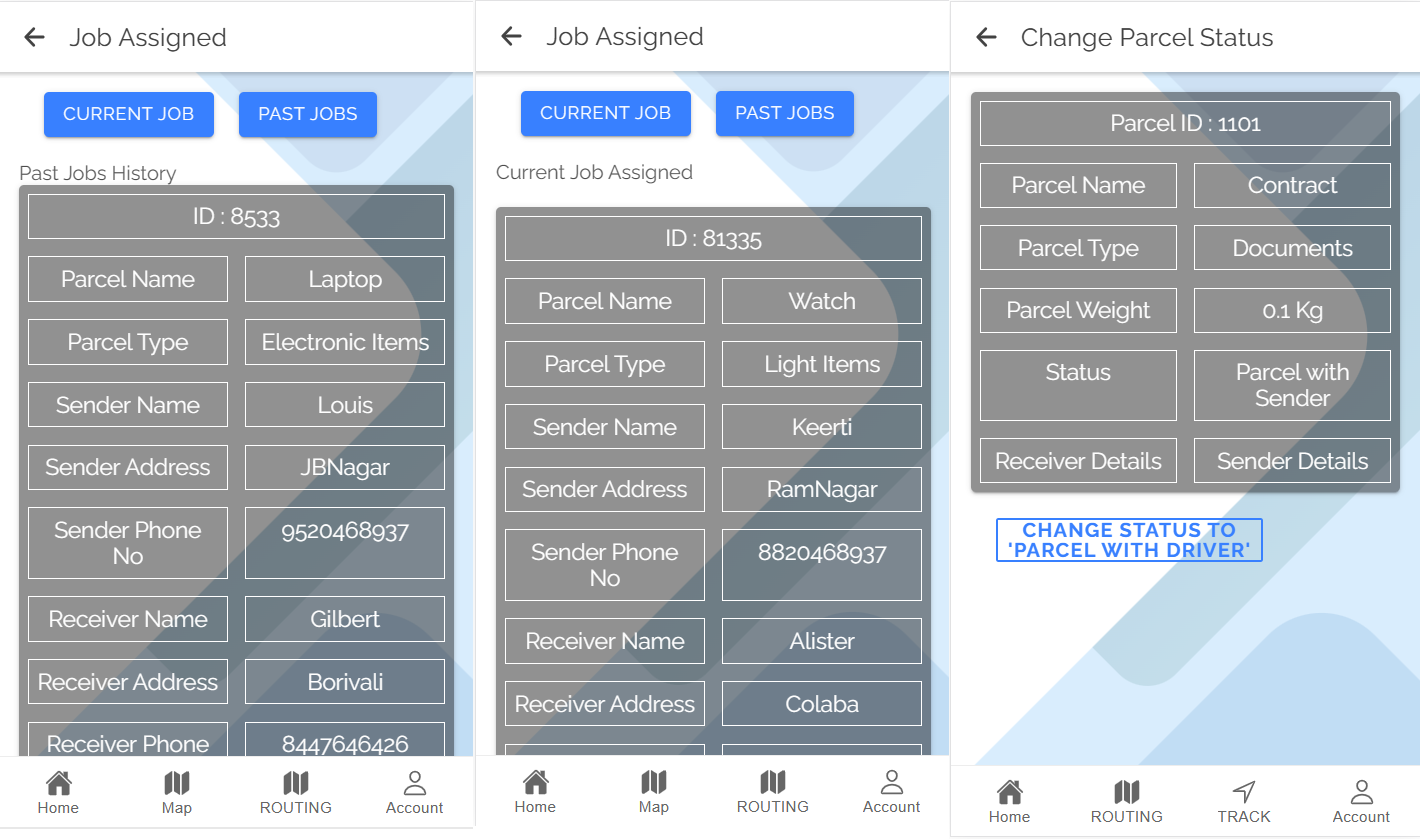 Job Assigned
CURRENT JOB PAST JOBS
Past Jobs History
ID : 8533
Parcel Name Laptop
Parcel Type Electronic Items
Sender Name Louis
Sender Address JBNagar
Sender Phone 9520468937
No
Receiver Name Gilbert
Receiver Address Borivali
Receiver Phone 8447646426
Home Map ROUTING Account
Job Assigned
CURRENT JOB PAST JOBS
Current Job Assigned
ID : 81335
Parcel Name Watch
Parcel Type Light Items
Sender Name Keerti
Sender Address RamNagar
Sender Phone 8820468937
No
Receiver Name Alister
Receiver Address Colaba
Home Map ROUTING Account
Change Parcel Status
Parcel ID : 1101
Parcel Name Contract
Parcel Type Documents
Parcel Weight 0.1 Kg
Status Parcel with
Sender
Receiver Details Sender Details
CHANGE STATUS TO
'PARCEL WITH DRIVER'
Home ROUTING TRACK Account